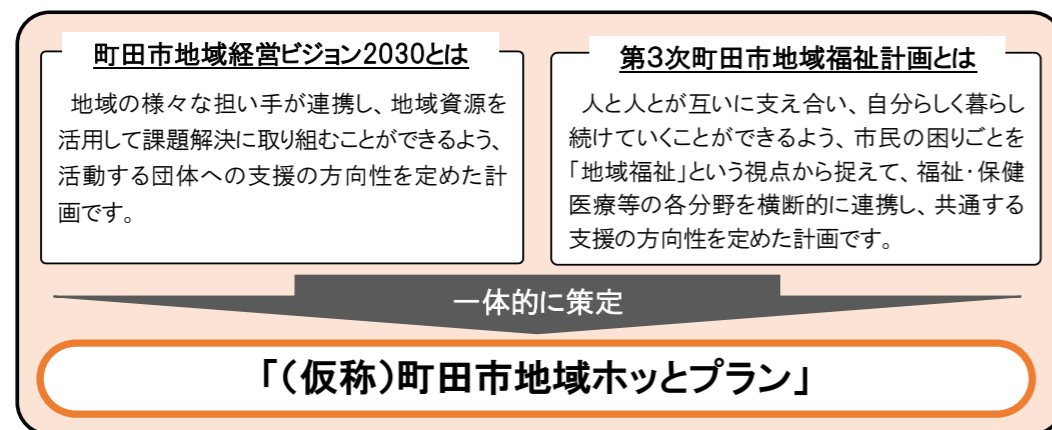 町田市地域経営ビジョン2030とは
地域の様々な担い手が連携し、地域資源を
活用して課題解決に取り組むことができるよう、
活動する団体への支援の方向性を定めた計
画です。
第3次町田市地域福祉計画とは
人と人とが互いに支え合い、自分らしく暮らし
続けていくことができるよう、市民の困りごとを
「地域福祉」という視点から捉えて、福祉・保健
医療等の各分野を横断的に連携し、共通する
支援の方向性を定めた計画です。
一体的に策定
「(仮称)町田市地域ホッとプラン」